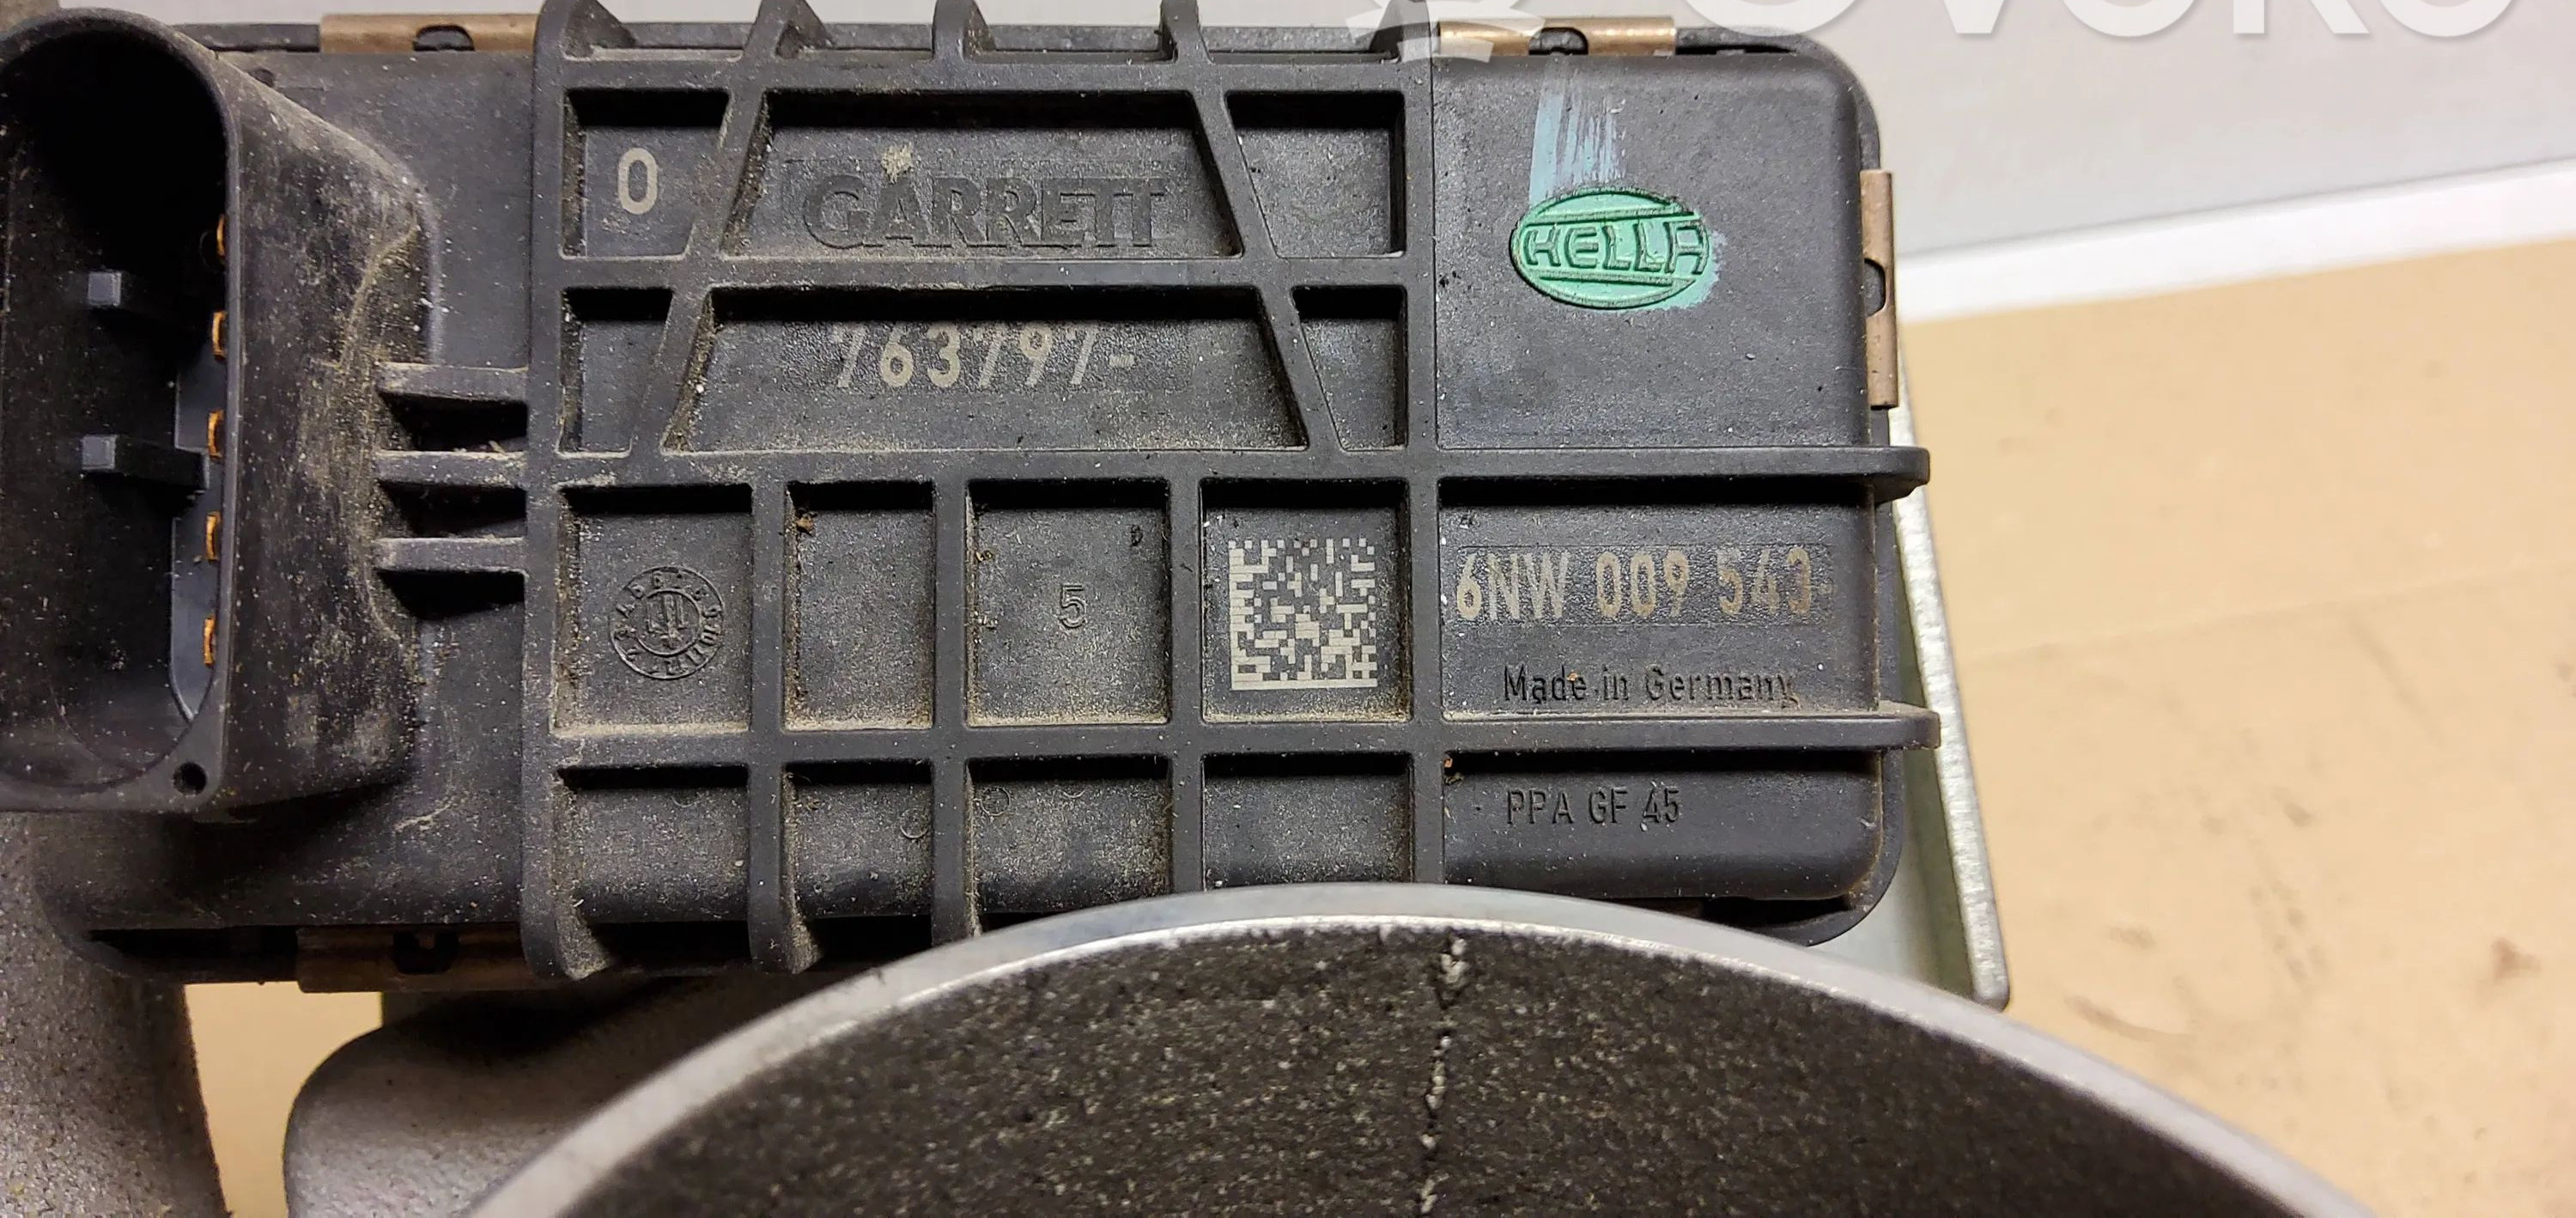 0
GARRETT
HELLA
763797-
5
6NW 009 543-
Made in Germany
PPA GF 45